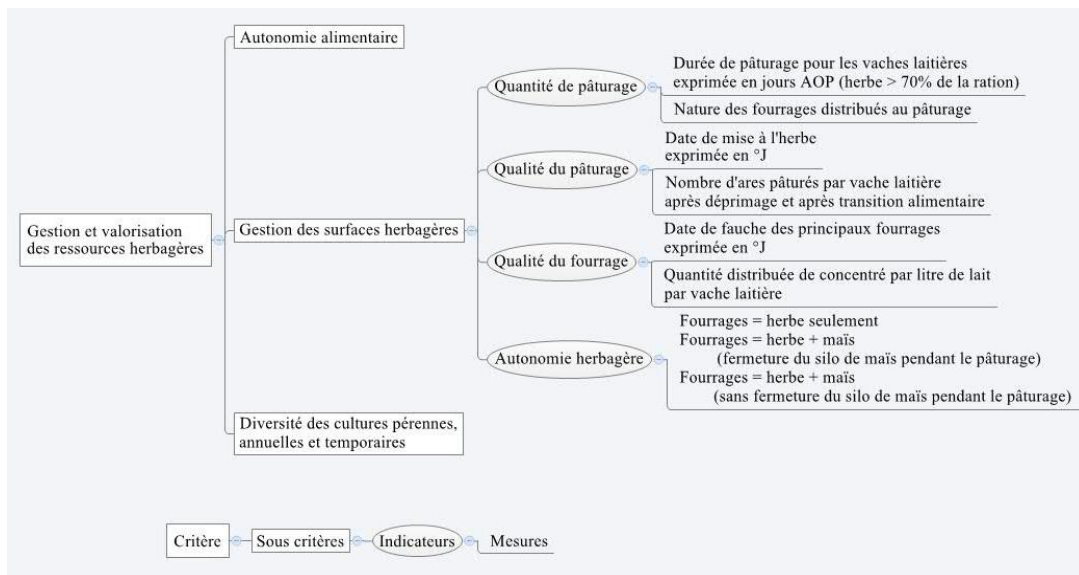 Autonomie alimentaire
Quantité de pâturage
Durée de pâturage pour les vaches laitières
exprimée en jours AOP (herbe > 70% de la ration)
Nature des fourrages distribués au pâturage
Qualité du pâturage
Date de mise à l'herbe
exprimée en °J
Nombre d'ares pâturés par vache laitière
après déprimage et après transition alimentaire
Gestion et valorisation
des ressources herbagères
Gestion des surfaces herbagères
Qualité du fourrage
Date de fauche des principaux fourrages
exprimée en °J
Quantité distribuée de concentré par litre de lait
par vache laitière
Autonomie herbagère
Fourrages = herbe seulement
Fourrages = herbe + maïs
(fermeture du silo de maïs pendant le pâturage)
Fourrages = herbe + maïs
(sans fermeture du silo de maïs pendant le pâturage)
Diversité des cultures pérennes,
annuelles et temporaires
Critère
Sous critères
Indicateurs
Mesures